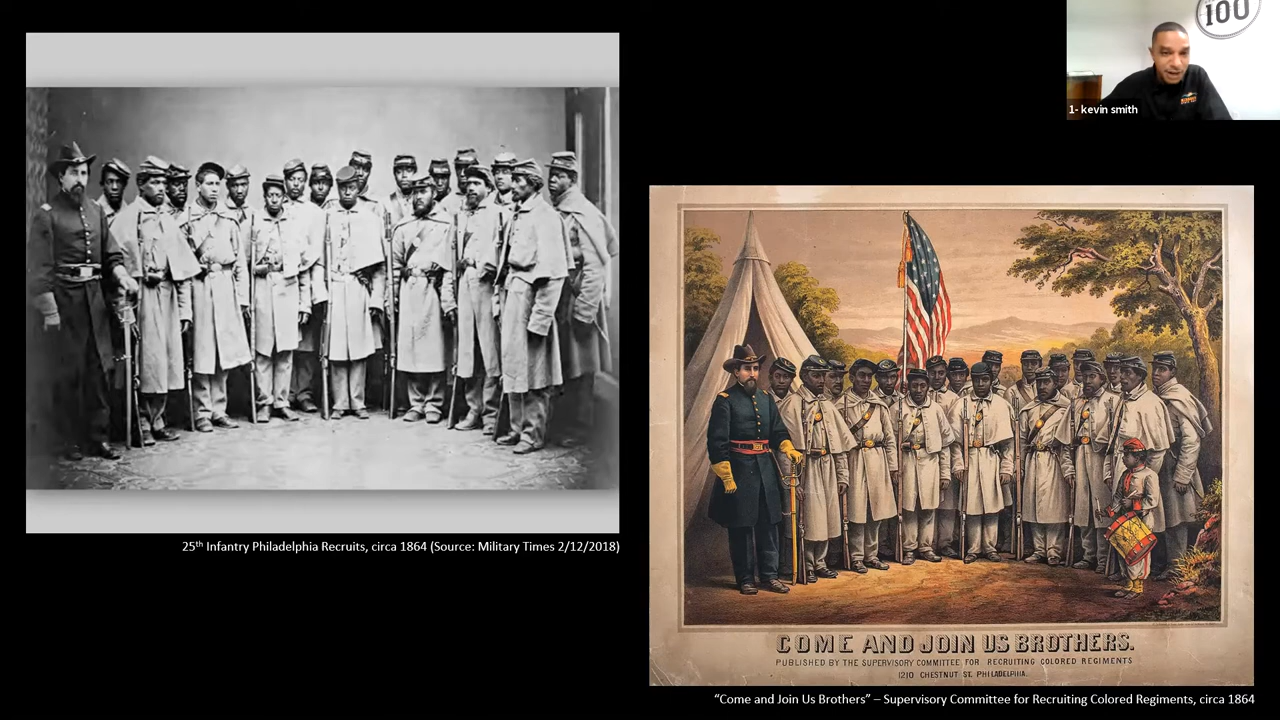 100
1- kevin smith
25th Infantry Philadelphia Recruits, circa 1864 (Source: Military Times 2/12/2018)
COME AND JOIN US BROTHERS.
PUBLISHED BY THE SUPERVISORY COMMITTEE FOR RECRUITING COLORED REGIMENTS
1210 CHESTNUT ST. PHILADELPHIA.
“Come and Join Us Brothers” – Supervisory Committee for Recruiting Colored Regiments, circa 1864